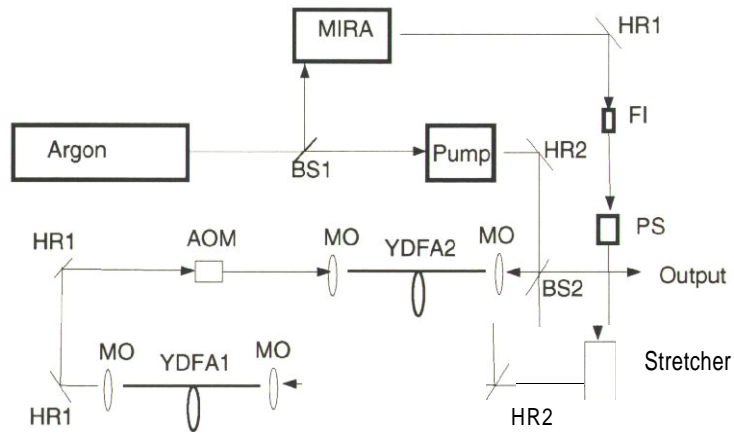 MIRA
HR1
FI
Argon
BS1
Pump
HR2
PS
HR1
AOM
MO
YDFA2
MO
BS2
Output
MO
YDFA1
MO
Stretcher
HR1
HR2